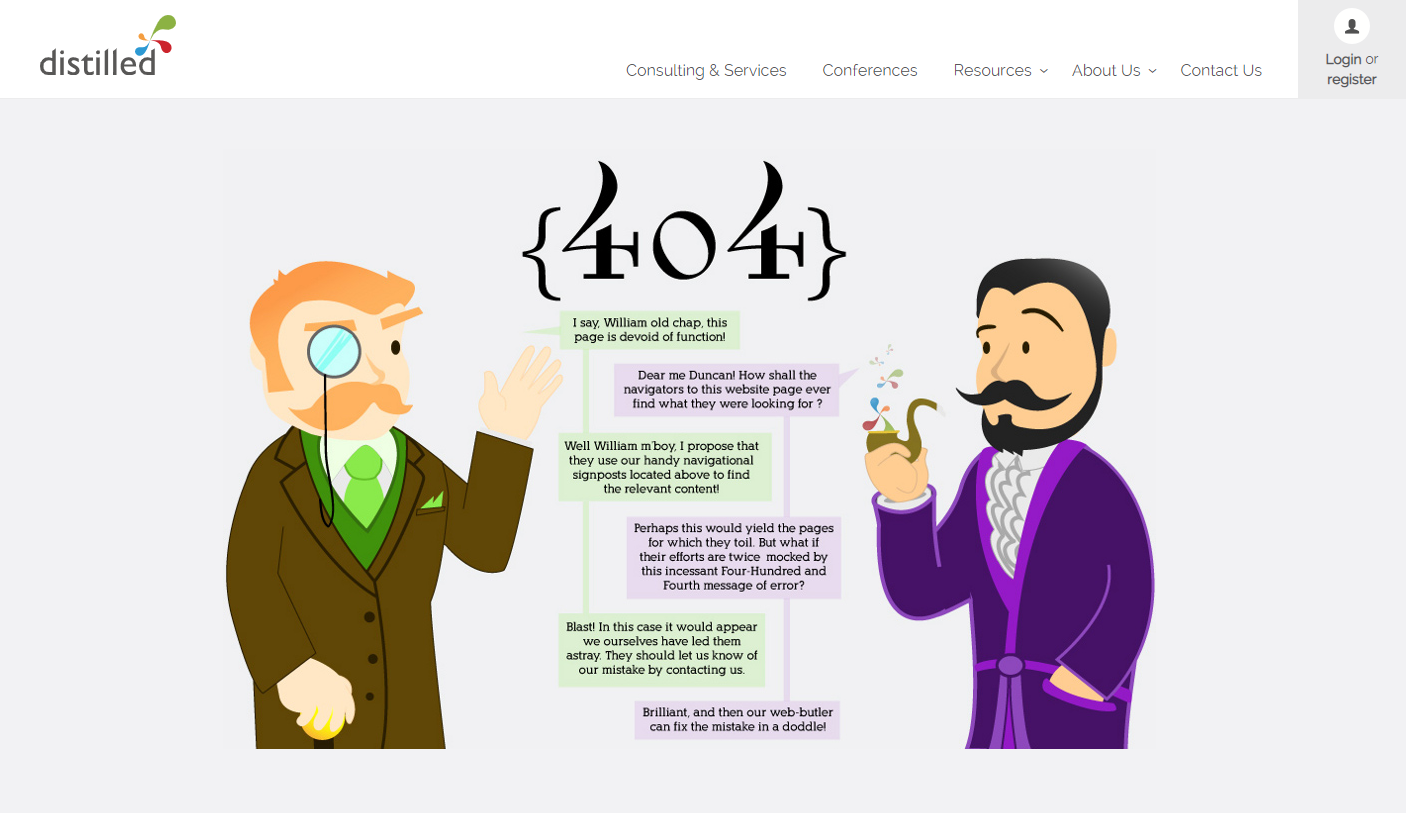 distilled
Consulting & Services
Conferences
Resources
About Us
Contact Us
Login or
register
{404}
I say, William old chap, this
page is devoid of function!
Dear me Duncan! How shall the
navigators to this website page ever
find what they were looking for ?
Well William m'boy, I propose that
they use our handy navigational
signposts located above to find
the relevant content!
Perhaps this would yield the pages
for which they toil. But what if
their efforts are twice mocked by
this incessant Four-Hundred and
Fourth message of error?
Blast! In this case it would appear
we ourselves have led them
astray. They should let us know of
our mistake by contacting us.
Brilliant, and then our web-butler
can fix the mistake in a doddle!